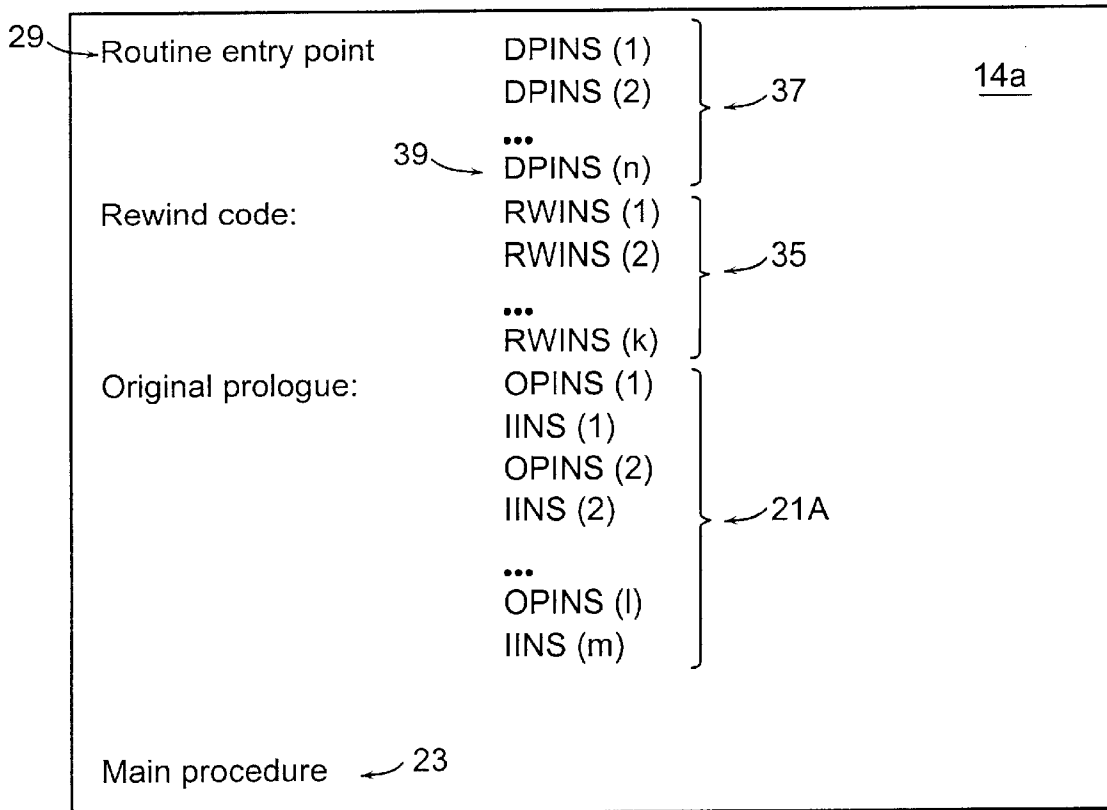 29 Routine entry point DPINS (1)
DPINS (2) 37 14a
...
39 DPINS (n)
Rewind code: RWINS (1)
RWINS (2) 35
...
RWINS (k)
Original prologue: OPINS (1)
IINS (1)
OPINS (2)
IINS (2) 21A
...
OPINS (l)
IINS (m)
Main procedure 23